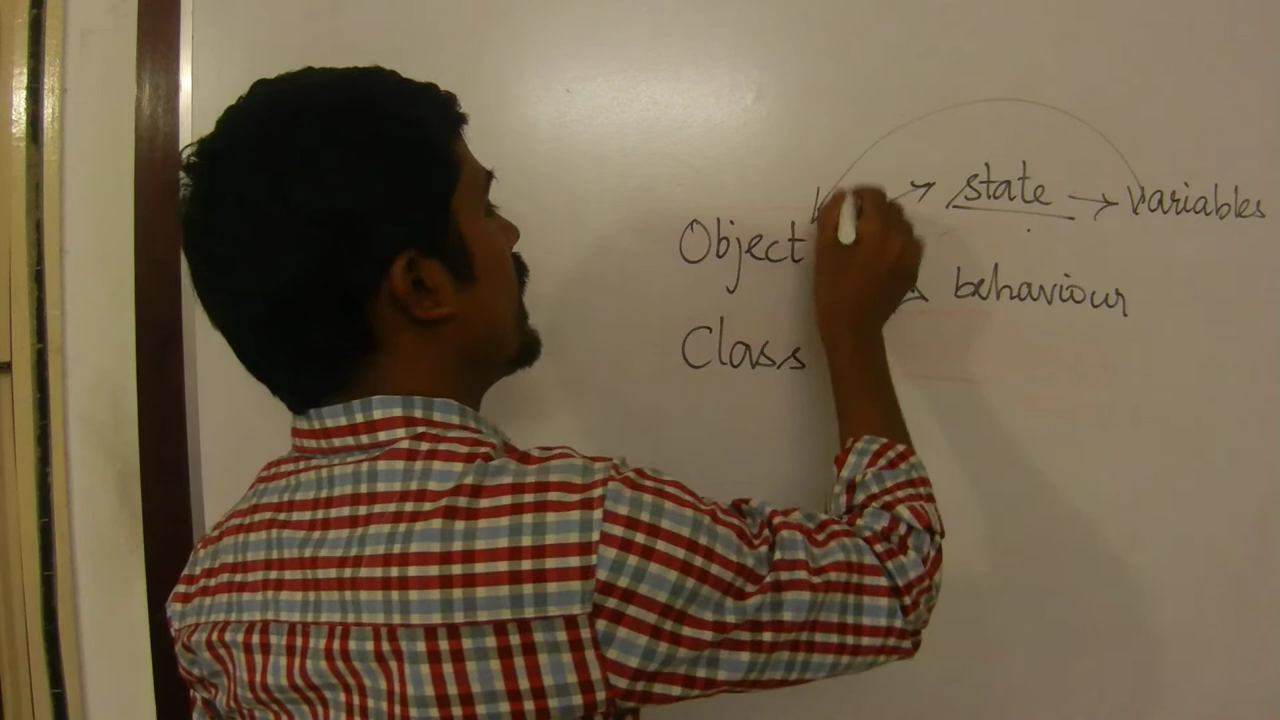 state → variables
Object
behaviour
Class